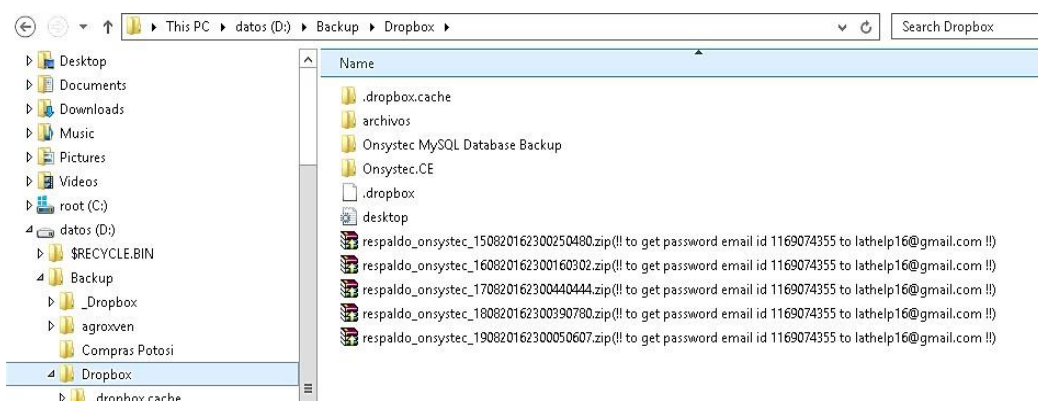 This PC datos (D:) Backup Dropbox Search Dropbox
Desktop
Documents
Downloads
Music
Pictures
Videos
root (C:)
datos (D:)
$RECYCLE.BIN
Backup
_Dropbox
agroxven
Compras Potosi
Dropbox
.dropbox.cache
Name
.dropbox.cache
archivos
Onsystec MySQL Database Backup
Onsystec.CE
.dropbox
desktop
respaldo_onsystec_150820162300250480.zip(!! to get password email id 1169074355 to lathelp16@gmail.com !!)
respaldo_onsystec_160820162300160302.zip(!! to get password email id 1169074355 to lathelp16@gmail.com !!)
respaldo_onsystec_170820162300440444.zip(!! to get password email id 1169074355 to lathelp16@gmail.com !!)
respaldo_onsystec_180820162300390780.zip(!! to get password email id 1169074355 to lathelp16@gmail.com !!)
respaldo_onsystec_190820162300050607.zip(!! to get password email id 1169074355 to lathelp16@gmail.com !!)